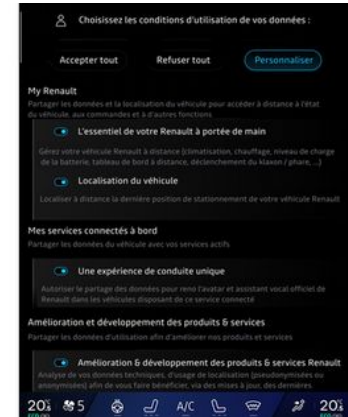 Choisissez les conditions d'utilisation de vos données :
Accepter tout
Refuser tout
Personnaliser
My Renault
Partager les données et la localisation du véhicule pour accéder à distance à l'état
du véhicule, aux commandes et à d'autres fonctions
L'essentiel de votre Renault à portée de main
Gérez votre véhicule Renault à distance (climatisation, chauffage, niveau de charge
de la batterie, tableau de bord à distance, déclenchement du klaxon / phare, ...)
Localisation du véhicule
Localiser à distance la dernière position de stationnement de votre véhicule Renault
Mes services connectés à bord
Partager les données du véhicule avec vos services actifs
Une expérience de conduite unique
Autoriser le partage des données pour reno l'avatar et assistant vocal officiel de
Renault dans les véhicules disposant de ce service connecté
Amélioration et développement des produits & services
Partager les données d'utilisation afin d'améliorer nos produits et services
Amélioration & développement des produits & services Renault
Analyse de vos données techniques, d'usage de localisation (pseudonymisées ou
anonymisées) afin de vous faire bénéficier, via des mises à jour, des dernières
20 5 A/C 20